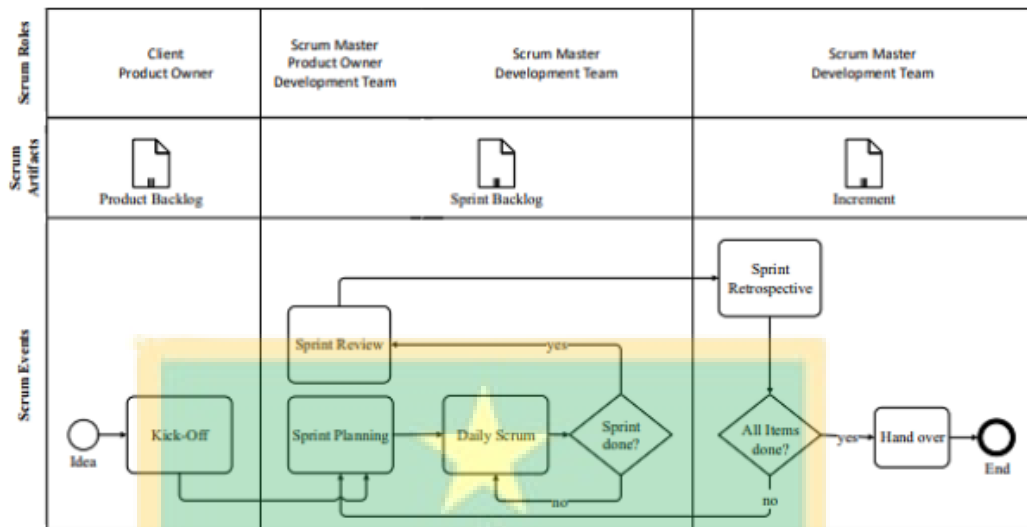 Scrum Roles
Client
Product Owner
Scrum Master
Product Owner
Development Team
Scrum Master
Development Team
Scrum Master
Development Team
Scrum
Artifacts
Product Backlog
Sprint Backlog
Increment
Scrum Events
Sprint
Retrospective
Sprint Review
yes
Idea
Kick-Off
Sprint Planning
Daily Scrum
Sprint
done?
All Items
done?
yes
Hand over
End
no
no